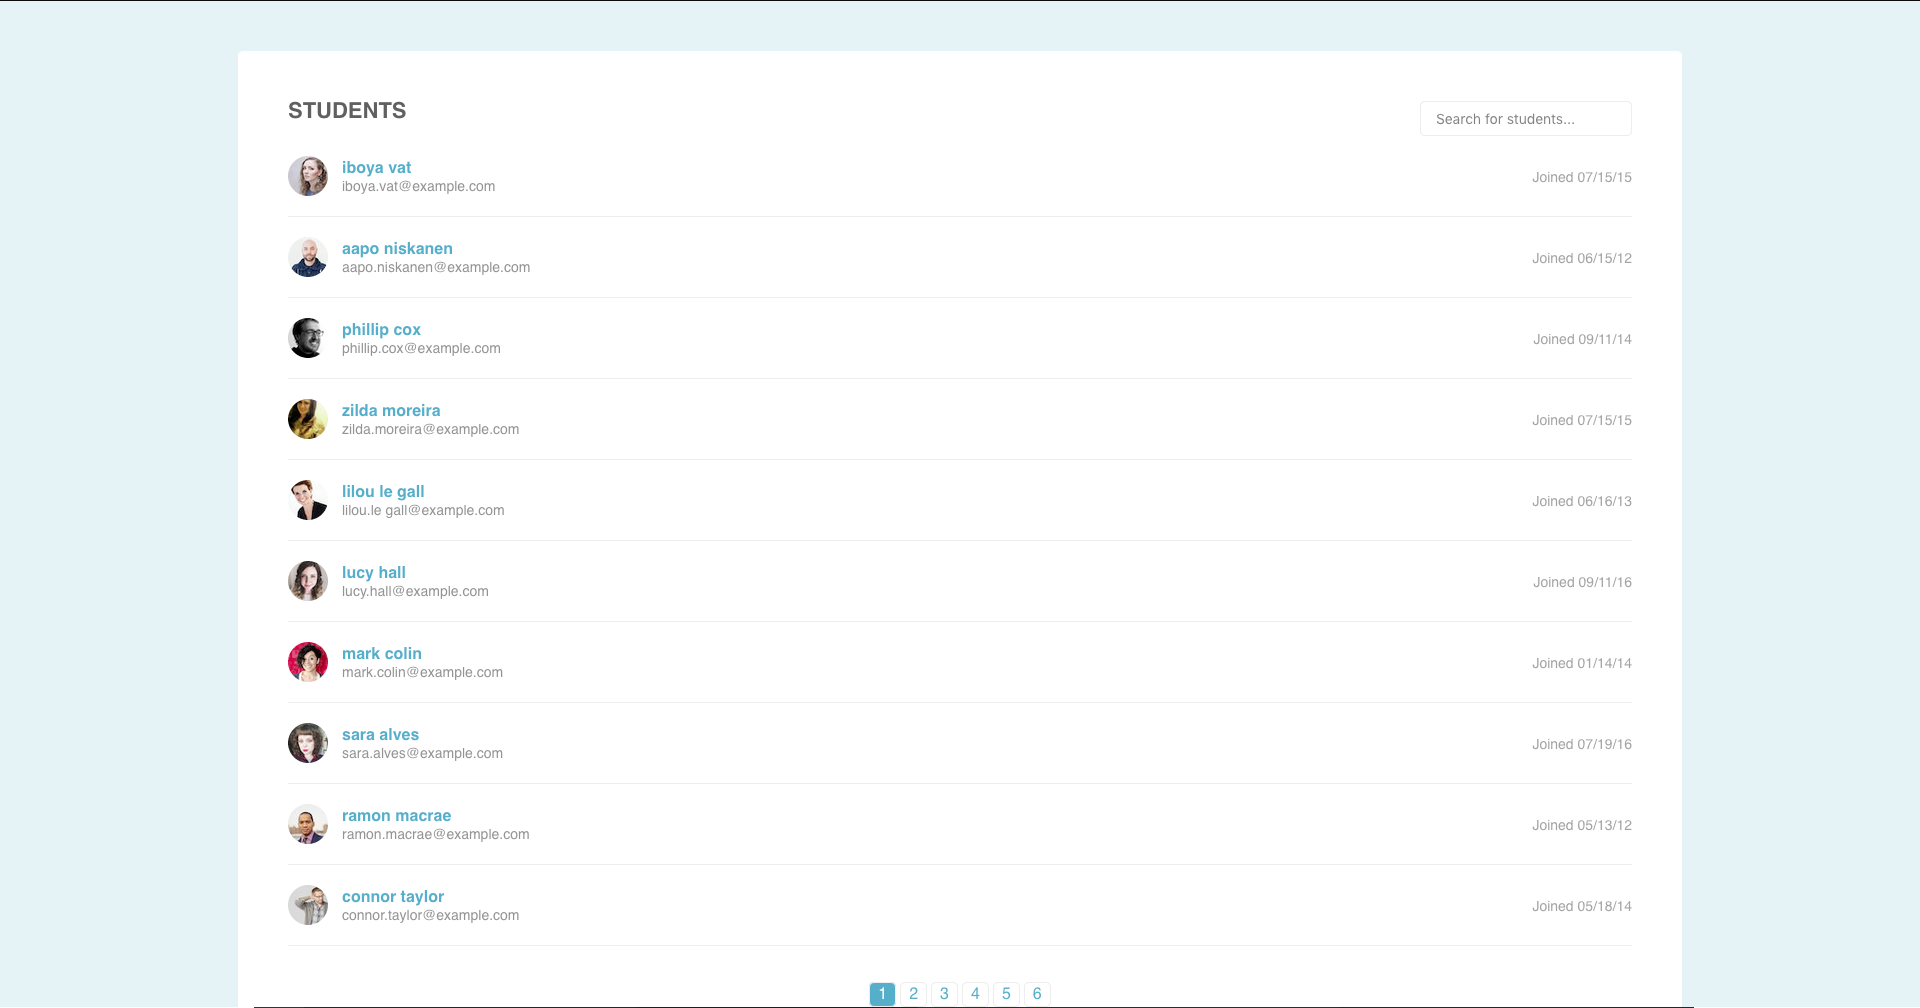 STUDENTS
Search for students...
iboya vat
iboya.vat@example.com
Joined 07/15/15
aapo niskanen
aapo.niskanen@example.com
Joined 06/15/12
phillip cox
phillip.cox@example.com
Joined 09/11/14
zilda moreira
zilda.moreira@example.com
Joined 07/15/15
lilou le gall
lilou.le gall@example.com
Joined 06/16/13
lucy hall
lucy.hall@example.com
Joined 09/11/16
mark colin
mark.colin@example.com
Joined 01/14/14
sara alves
sara.alves@example.com
Joined 07/19/16
ramon macrae
ramon.macrae@example.com
Joined 05/13/12
connor taylor
connor.taylor@example.com
Joined 05/18/14
1 2 3 4 5 6